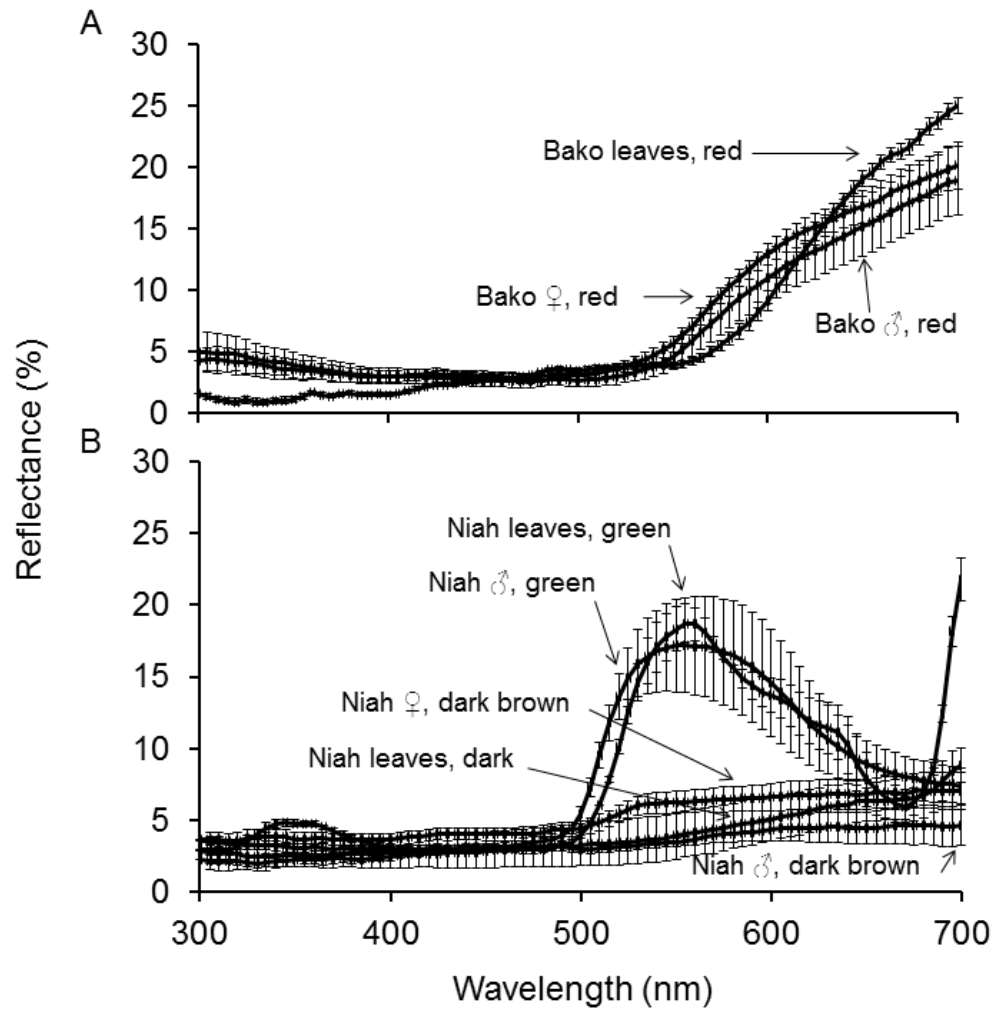 A
30
25
20
15
10
5
0
Bako leaves, red
Bako ♀, red
Bako ♂, red
Reflectance (%)
B
30
25
20
15
10
5
0
Niah leaves, green
Niah ♂, green
Niah ♀, dark brown
Niah leaves, dark
Niah ♂, dark brown
300 400 500 600 700
Wavelength (nm)